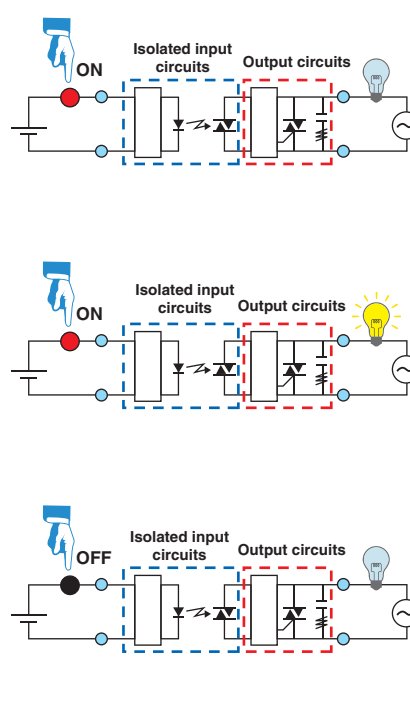 Isolated input
circuits
Output circuits
ON
Isolated input
circuits
Output circuits
ON
Isolated input
circuits
Output circuits
OFF